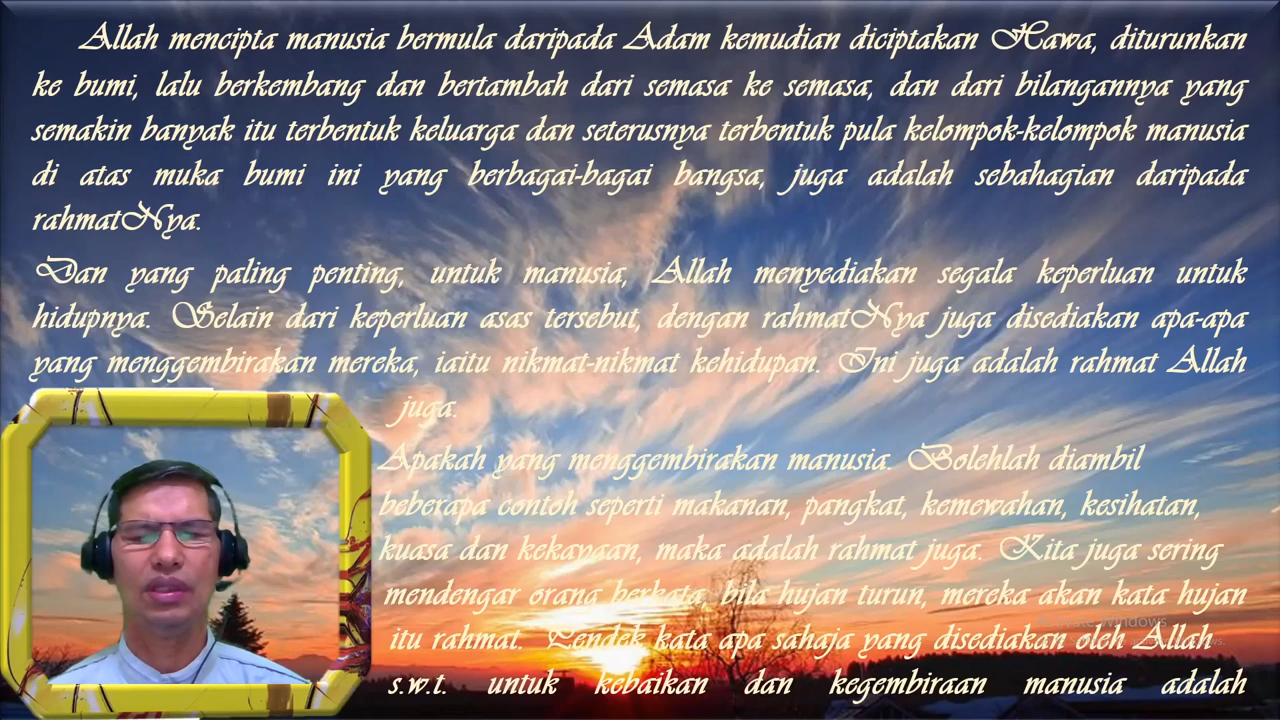 Allah mencipta manusia bermula daripada Adam kemudian diciptakan Hawa, diturunkan
ke bumi, lalu berkembang dan bertambah dari semasa ke semasa, dan dari bilangannya yang
semakin banyak itu terbentuk keluarga dan seterusnya terbentuk pula kelompok-kelompok manusia
di atas muka bumi ini yang berbagai-bagai bangsa, juga adalah sebahagian daripada
rahmatNya.
Dan yang paling penting, untuk manusia, Allah menyediakan segala keperluan untuk
hidupnya. Selain dari keperluan asas tersebut, dengan rahmatNya juga disediakan apa-apa
yang menggembirakan mereka, iaitu nikmat-nikmat kehidupan. Ini juga adalah rahmat Allah
juga.
Apakah yang menggembirakan manusia. Bolehlah diambil
beberapa contoh seperti makanan, pangkat, kemewahan, kesihatan,
kuasa dan kekayaan, maka adalah rahmat juga. Kita juga sering
mendengar orang berkata, bila hujan turun, mereka akan kata hujan
itu rahmat. Pendek kata apa sahaja yang disediakan oleh Allah
s.w.t. untuk kebaikan dan kegembiraan manusia adalah